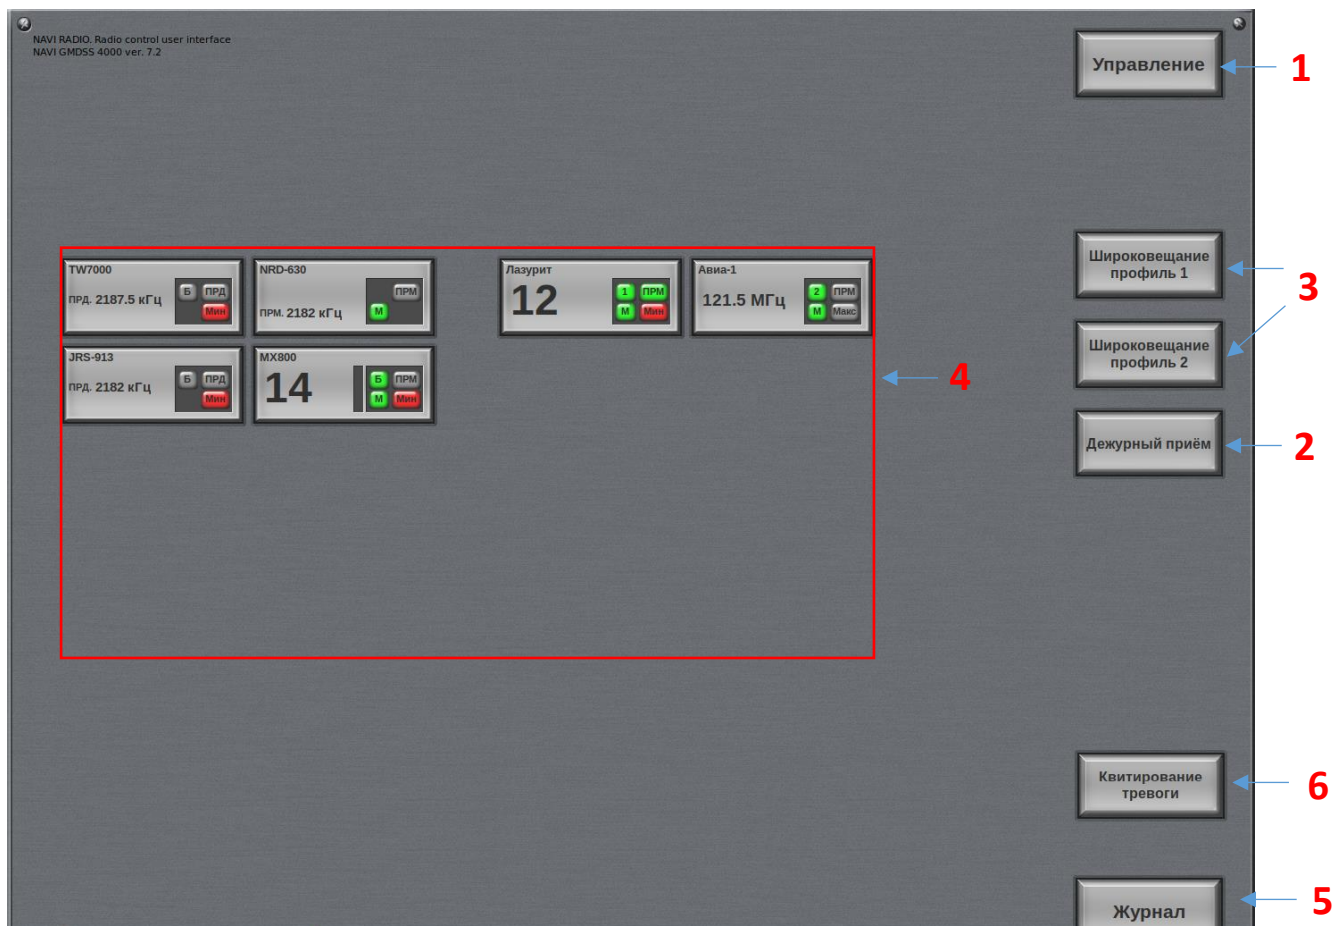 NAVI RADIO. Radio control user interface
NAVI GMDSS 4000 ver. 7.2
Управление
1
Широковещание
профиль 1
3
Широковещание
профиль 2
Дежурный приём
2
TW7000
ПРД. 2187.5 кГц
Б ПРД
Мин
NRD-630
ПРМ. 2182 кГц
ПРМ
М
Лазурит
12
1 ПРМ
М Мин
Авиа-1
121.5 МГц
2 ПРМ
М Макс
JRS-913
ПРД. 2182 кГц
Б ПРД
Мин
MX800
14
Б ПРМ
М Мин
4
Квитирование
тревоги
6
Журнал
5